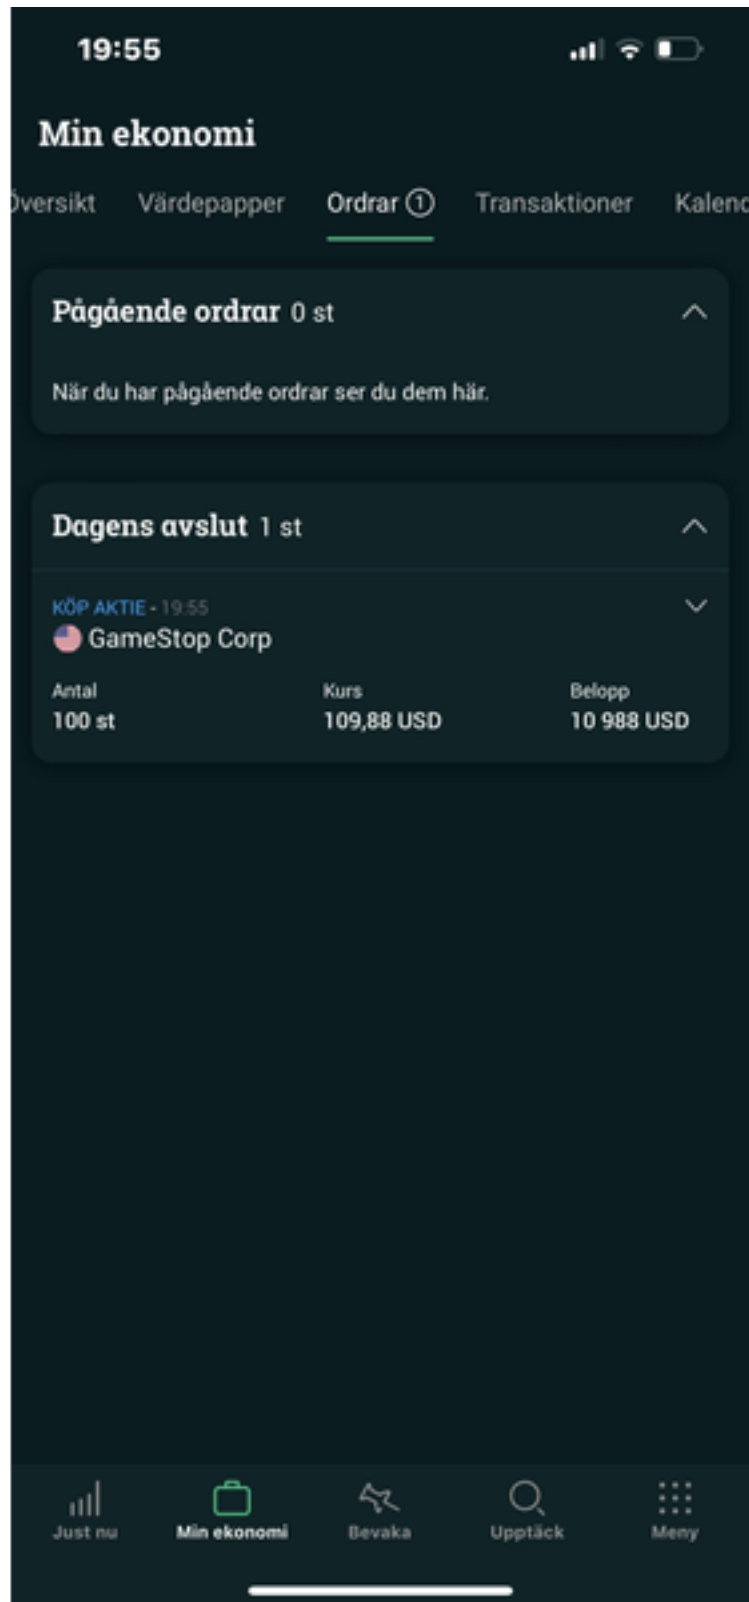 19:55
Min ekonomi
Översikt Värdepapper Ordrar 1 Transaktioner Kalend
Pågående ordrar 0 st
När du har pågående ordrar ser du dem här.
Dagens avslut 1 st
KÖP AKTIE - 19:55
GameStop Corp
Antal Kurs Belopp
100 st 109,88 USD 10 988 USD
Just nu Min ekonomi Bevaka Upptäck Meny